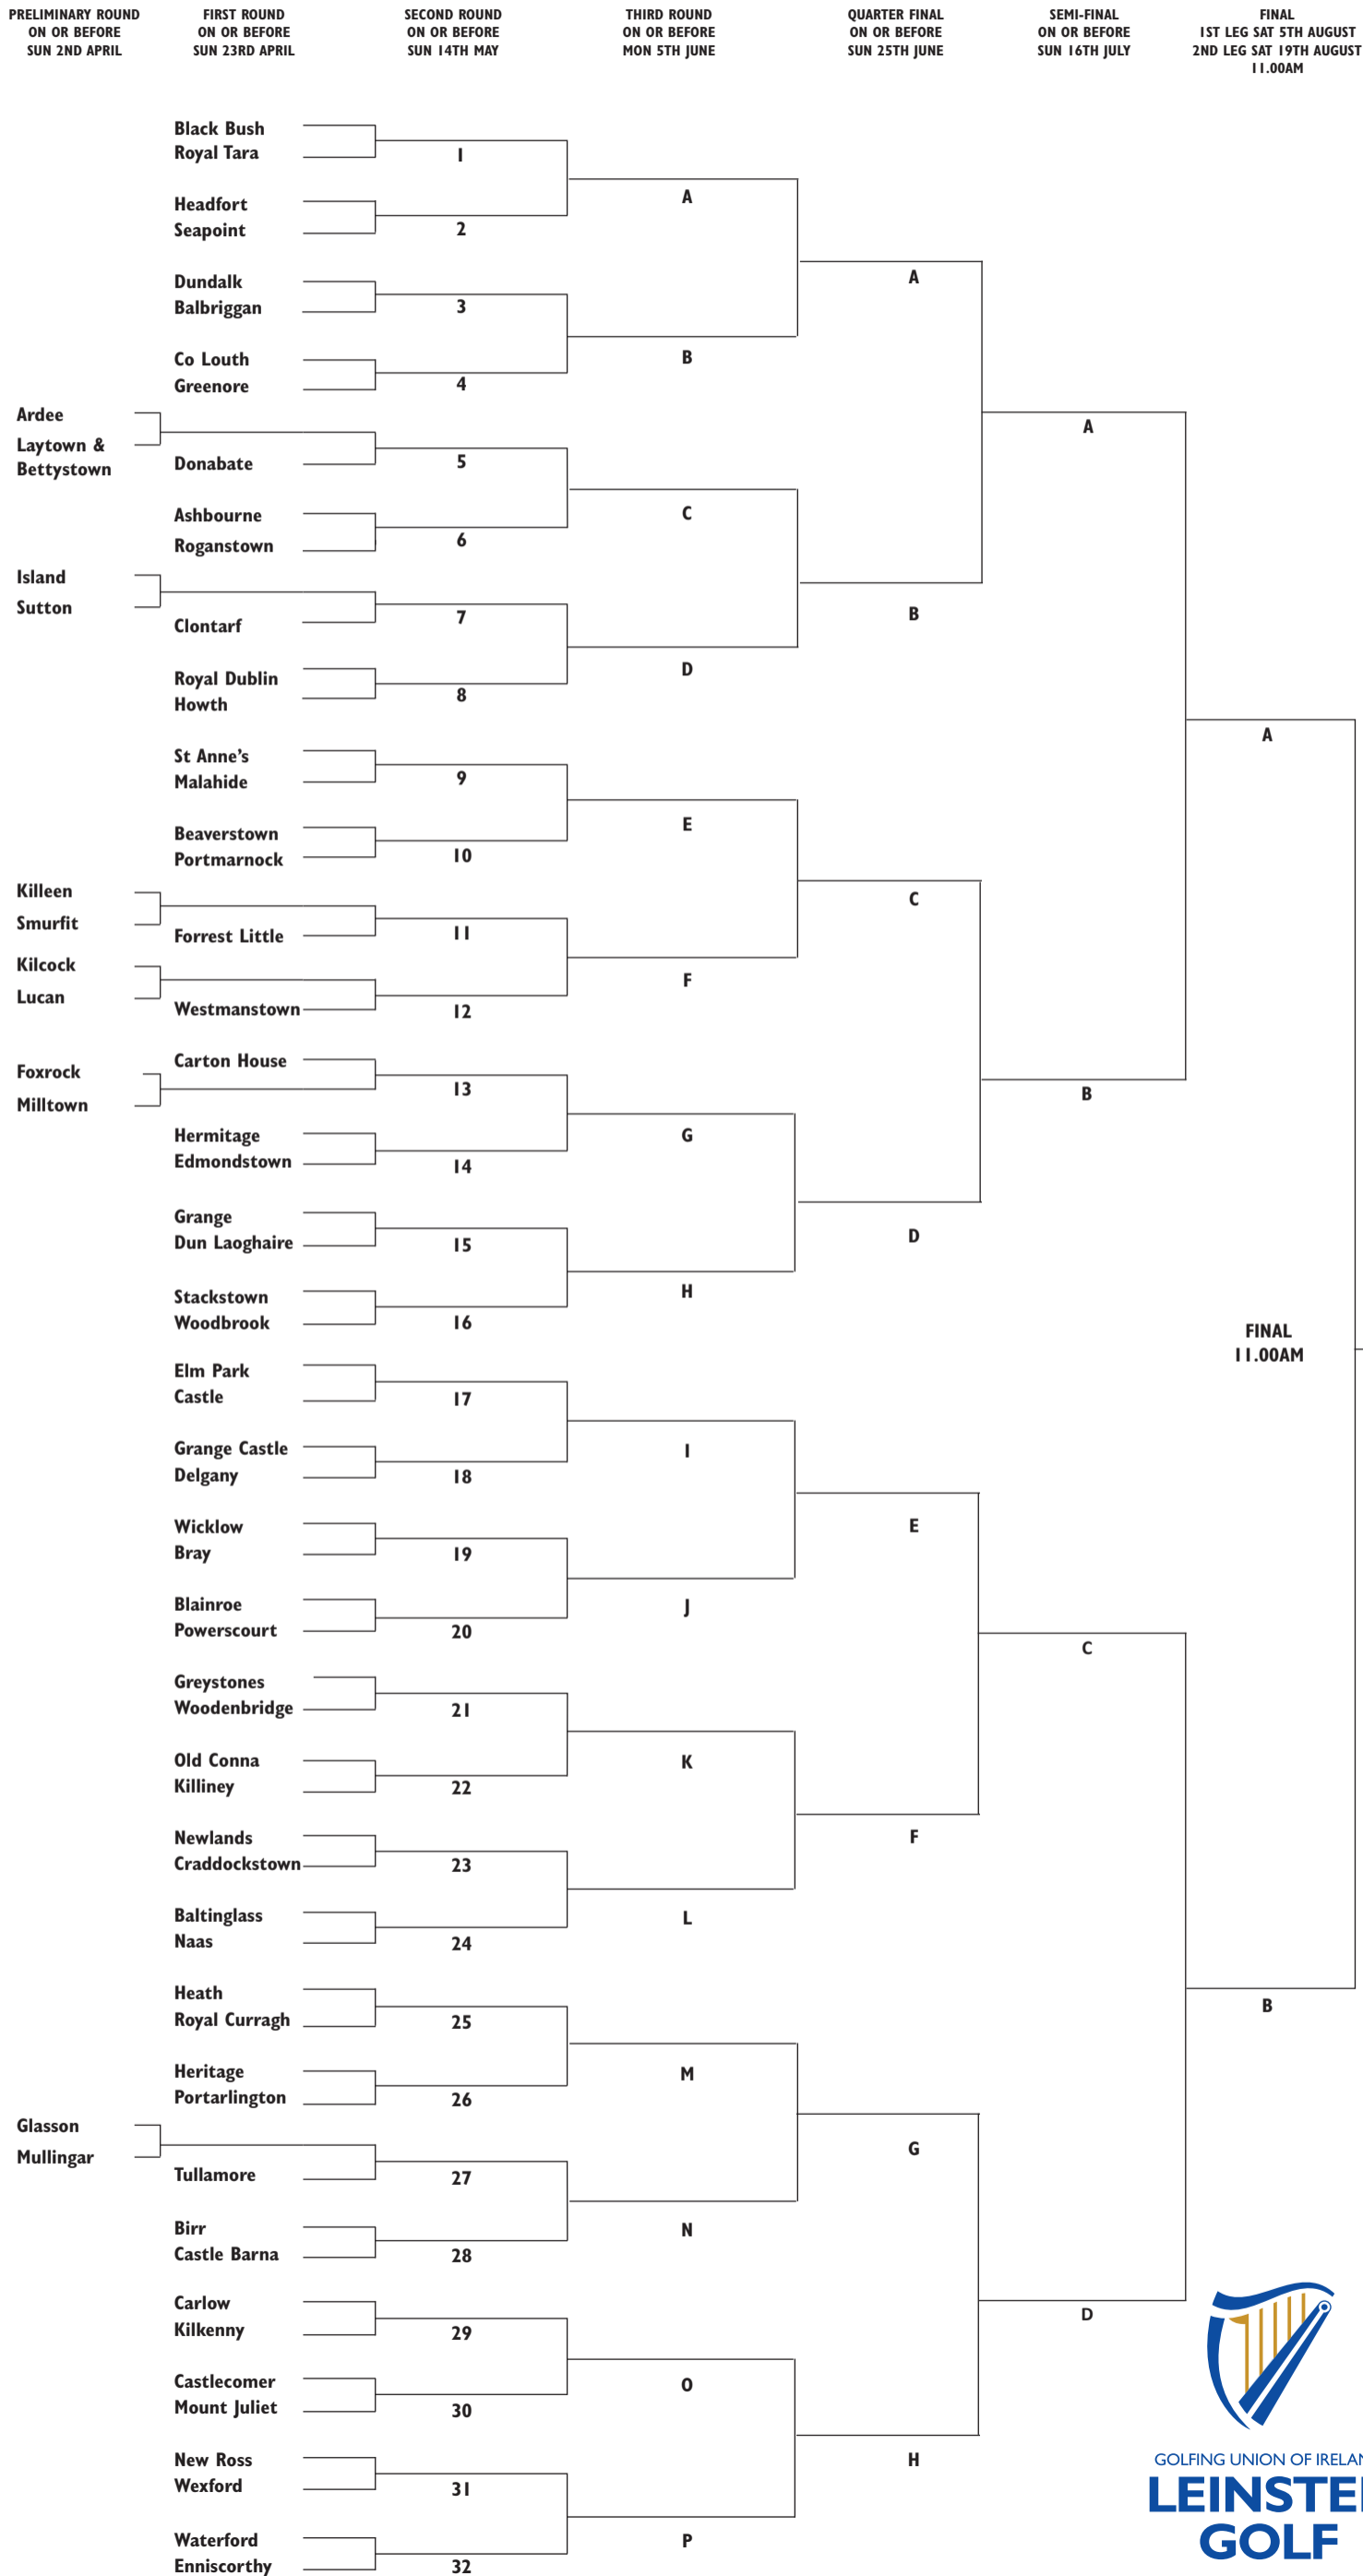 PRELIMINARY ROUND
ON OR BEFORE
SUN 2ND APRIL
FIRST ROUND
ON OR BEFORE
SUN 23RD APRIL
SECOND ROUND
ON OR BEFORE
SUN 14TH MAY
THIRD ROUND
ON OR BEFORE
MON 5TH JUNE
QUARTER FINAL
ON OR BEFORE
SUN 25TH JUNE
SEMI-FINAL
ON OR BEFORE
SUN 16TH JULY
FINAL
1ST LEG SAT 5TH AUGUST
2ND LEG SAT 19TH AUGUST
11.00AM
Ardee
Laytown &
Bettystown
Island
Sutton
Killeen
Smurfit
Kilcock
Lucan
Foxrock
Milltown
Glasson
Mullingar
Black Bush
Royal Tara
Headfort
Seapoint
Dundalk
Balbriggan
Co Louth
Greenore
Donabate
Ashbourne
Roganstown
Clontarf
Royal Dublin
Howth
St Anne's
Malahide
Beaverstown
Portmarnock
Forrest Little
Westmanstown
Carton House
Hermitage
Edmondstown
Grange
Dun Laoghaire
Stackstown
Woodbrook
Elm Park
Castle
Grange Castle
Delgany
Wicklow
Bray
Blainroe
Powerscourt
Greystones
Woodenbridge
Old Conna
Killiney
Newlands
Craddockstown
Baltinglass
Naas
Heath
Royal Curragh
Heritage
Portarlington
Tullamore
Birr
Castle Barna
Carlow
Kilkenny
Castlecomer
Mount Juliet
New Ross
Wexford
Waterford
Enniscorthy
1
2
3
4
5
6
7
8
9
10
11
12
13
14
15
16
17
18
19
20
21
22
23
24
25
26
27
28
29
30
31
32
A
B
C
D
E
F
G
H
I
J
K
L
M
N
O
P
A
B
C
D
E
F
G
H
A
B
C
D
A
FINAL
11.00AM
B
GOLFING UNION OF IRELAN
LEINSTE
GOLF